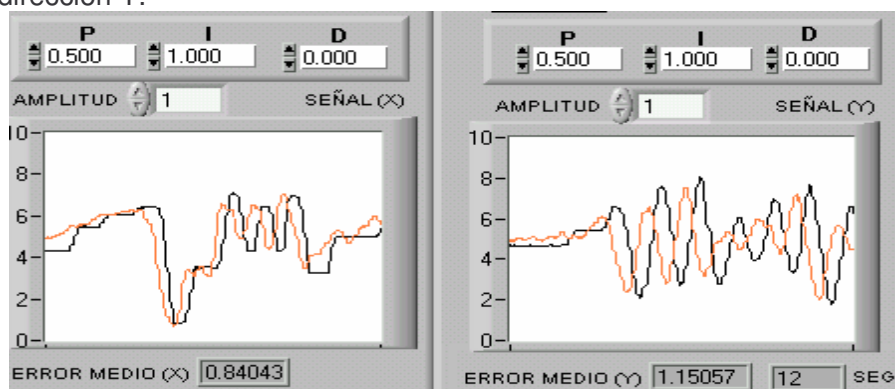 dirección Y.
P I D
0.500 1.000 0.000
AMPLITUD 1 SEÑAL (X)
10
8
6
4
2
0
ERROR MEDIO (X) 0.84043
P I D
0.500 1.000 0.000
AMPLITUD 1 SEÑAL (Y)
10
8
6
4
2
0
ERROR MEDIO (Y) 1.15057 12 SEG